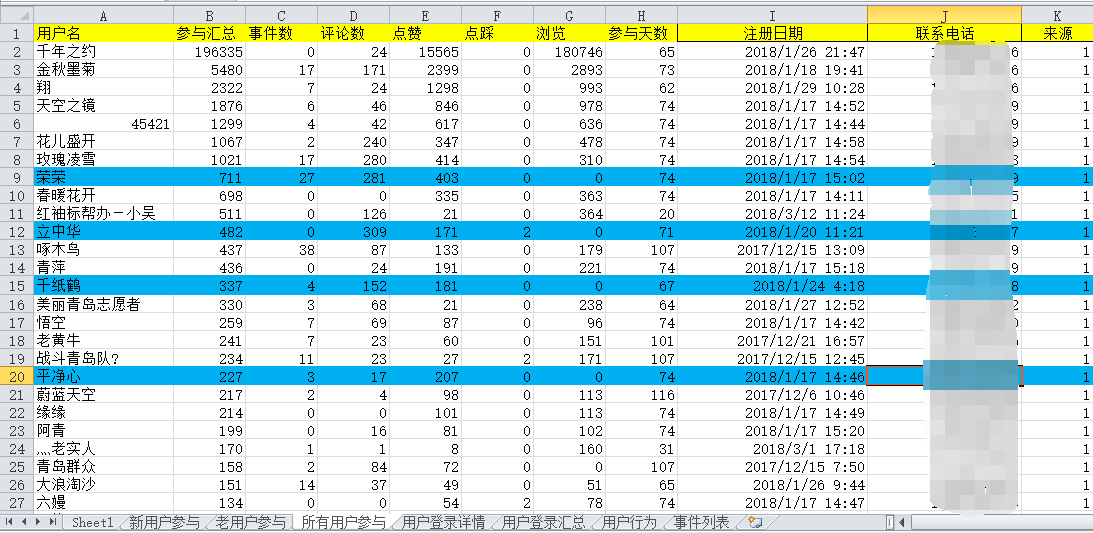 A B C D E F G H I J K
1 用户名 参与汇总 事件数 评论数 点赞 点踩 浏览 参与天数 注册日期 联系电话 来源
2 千年之约 196335 0 24 15565 0 180746 65 2018/1/26 21:47 1 6 1
3 金秋墨菊 5480 17 171 2399 0 2893 73 2018/1/18 19:41 6 1
4 翔 2322 7 24 1298 0 993 62 2018/1/29 10:28 1 6 1
5 天空之镜 1876 6 46 846 0 978 74 2018/1/17 14:52 9 1
6 45421 1299 4 42 617 0 636 74 2018/1/17 14:44 9 1
7 花儿盛开 1067 2 240 347 0 478 74 2018/1/17 14:58 9 1
8 玫瑰凌雪 1021 17 280 414 0 310 74 2018/1/17 14:54 3 1
9 荣荣 711 27 281 403 0 0 74 2018/1/17 15:02 9 1
10 春暖花开 698 0 0 335 0 363 74 2018/1/17 14:11 5 1
11 红袖标帮办－小吴 511 0 126 21 0 364 20 2018/3/12 11:24 1 1
12 立中华 482 0 309 171 2 0 71 2018/1/20 11:21 7 1
13 啄木鸟 437 38 87 133 0 179 107 2017/12/15 13:09 9 1
14 青萍 436 0 24 191 0 221 74 2018/1/17 15:18 9 1
15 千纸鹤 337 4 152 181 0 0 67 2018/1/24 4:18 8 1
16 美丽青岛志愿者 330 3 68 21 0 238 64 2018/1/27 12:52 2 1
17 悟空 259 7 69 87 0 96 74 2018/1/17 14:42 1
18 老黄牛 241 7 23 60 0 151 101 2017/12/21 16:57 1
19 战斗青岛队? 234 11 23 27 2 171 107 2017/12/15 12:45 1
20 平净心 227 3 17 207 0 0 74 2018/1/17 14:46 1
21 蔚蓝天空 217 2 4 98 0 113 116 2017/12/6 10:46 1
22 缘缘 214 0 0 101 0 113 74 2018/1/17 14:49 1
23 阿青 199 0 16 81 0 102 74 2018/1/17 15:20 1
24 灬老实人 170 1 1 8 0 160 31 2018/3/1 17:18 1
25 青岛群众 158 2 84 72 0 0 107 2017/12/15 7:50 1
26 大浪淘沙 151 14 37 49 0 51 65 2018/1/26 9:44 1
27 六嫚 134 0 0 54 2 78 74 2018/1/17 14:47 1 1
Sheet1 新用户参与 老用户参与 所有用户参与 用户登录详情 用户登录汇总 用户行为 事件列表